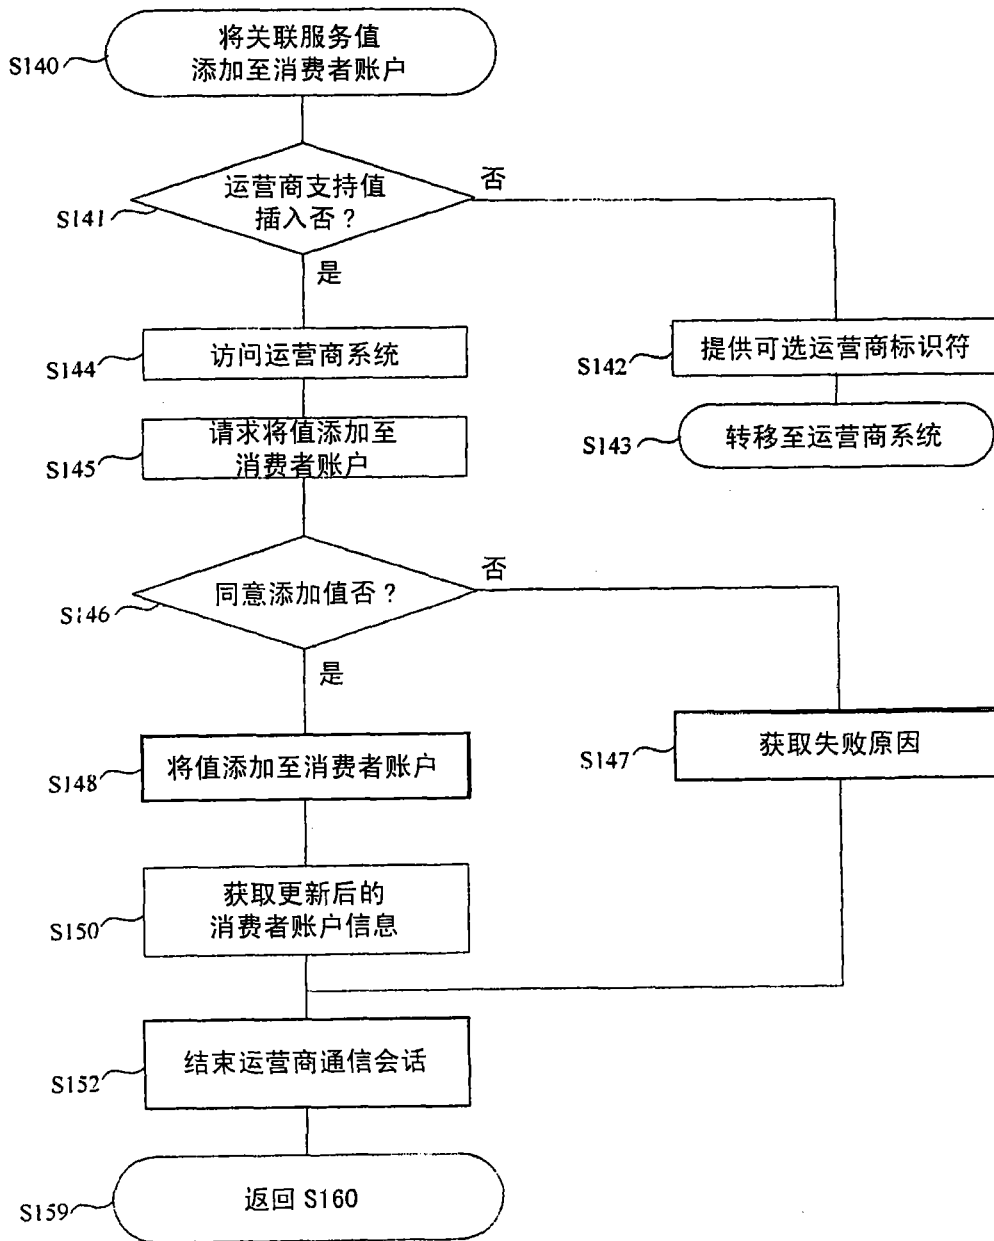 将关联服务值
添加至消费者账户
S140
运营商支持值
插入否？
否
S141
是
访问运营商系统
S144
提供可选运营商标识符
S142
请求将值添加至
消费者账户
S145
转移至运营商系统
S143
同意添加值否？
否
S146
是
获取失败原因
S147
将值添加至消费者账户
S148
获取更新后的
消费者账户信息
S150
结束运营商通信会话
S152
返回 S160
S159